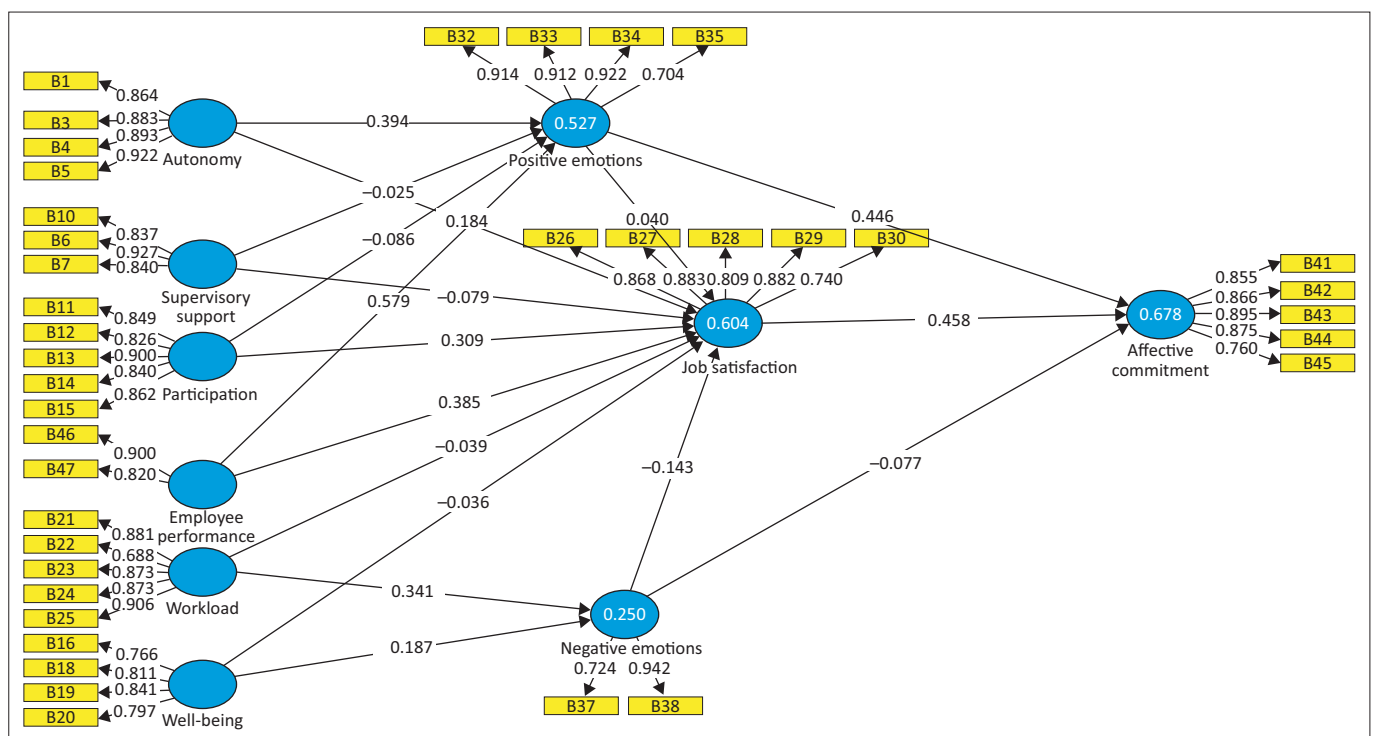 B32 B33 B34 B35
0.914 0.912 0.922 0.704
B1
0.864
B3
0.883
B4
0.893
B5
0.922
Autonomy
0.394
0.527
Positive emotions
−0.025
0.184
−0.086
0.579
0.040
0.446
B10
0.837
B6
0.927
B7
0.840
Supervisory
support
−0.079
B26 B27 B28 B29 B30
0.868 0.883 0.809 0.882 0.740
0.604
Job satisfaction
0.458
B11
0.849
B12
0.826
B13
0.900
B14
0.840
B15
0.862
Participation
0.309
0.678
Affective
commitment
0.855
B41
0.866
B42
0.895
B43
0.875
B44
0.760
B45
B46
0.900
B47
0.820
Employee
performance
0.385
−0.039
−0.036
−0.143
−0.077
B21
0.881
B22
0.688
B23
0.873
B24
0.873
B25
0.906
Workload
0.341
B16
0.766
B18
0.811
B19
0.841
B20
0.797
Well-being
0.187
0.250
Negative emotions
0.724 0.942
B37 B38